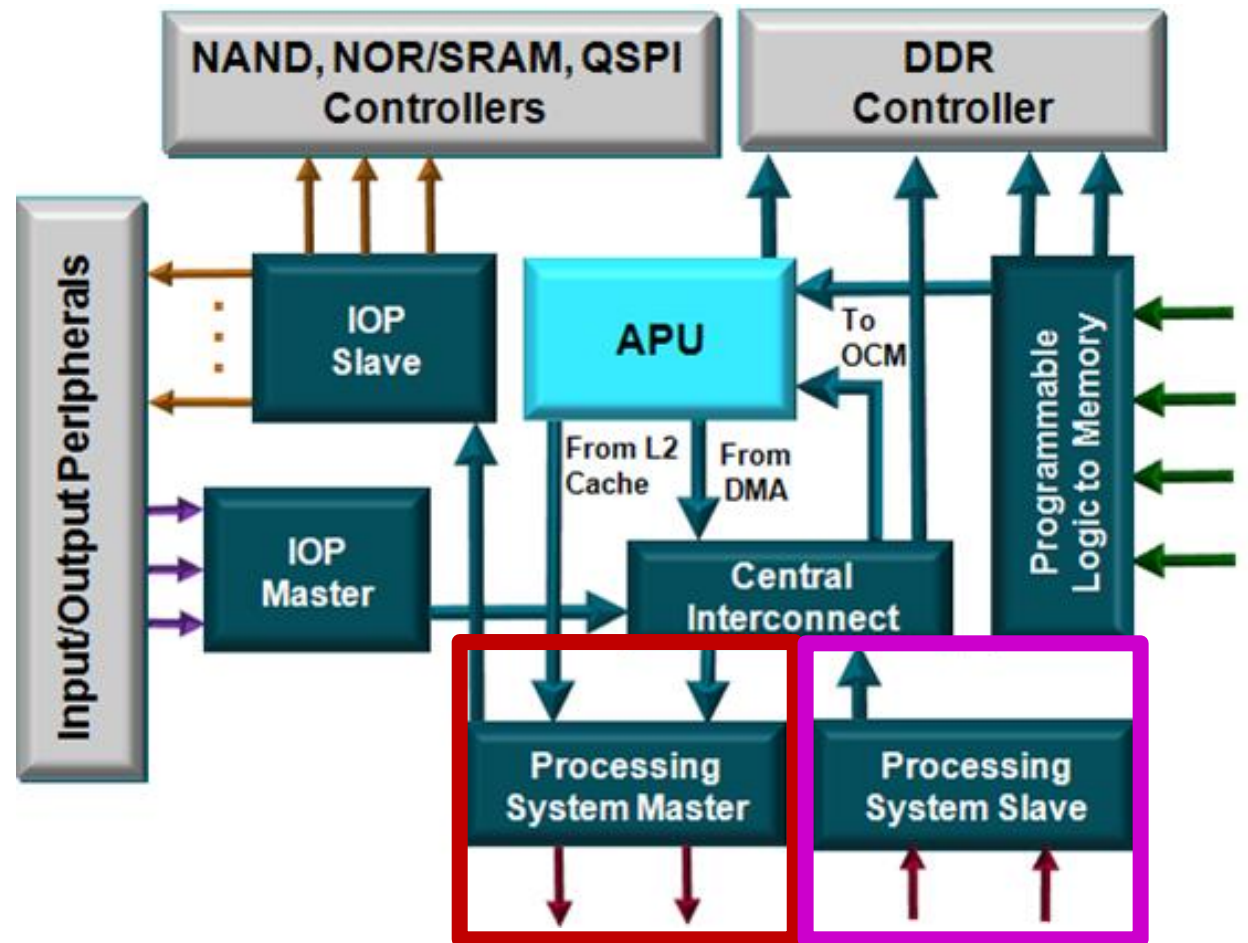 NAND, NOR/SRAM, QSPI
Controllers
DDR
Controller
Input/Output Peripherals
IOP
Slave
APU
To
OCM
Programmable
Logic to Memory
From L2
Cache
From
DMA
IOP
Master
Central
Interconnect
Processing
System Master
Processing
System Slave